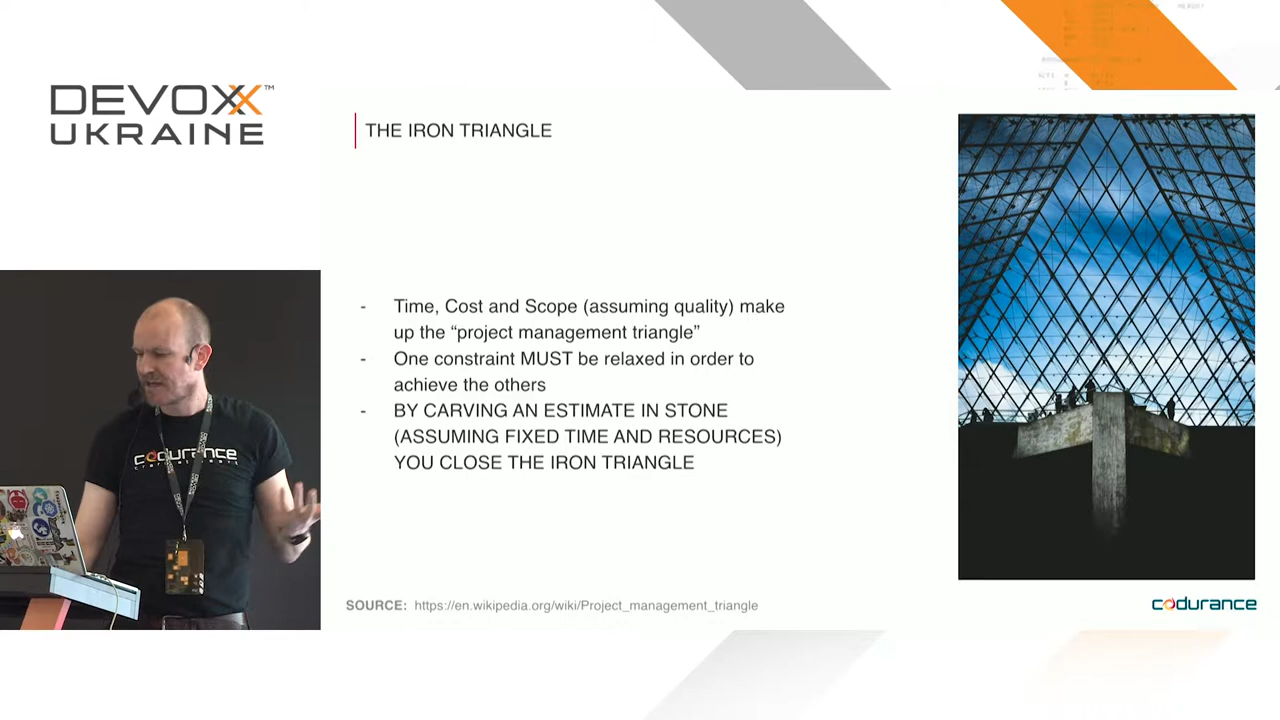 DEVOXX™
UKRAINE
THE IRON TRIANGLE
- Time, Cost and Scope (assuming quality) make
up the “project management triangle”
- One constraint MUST be relaxed in order to
achieve the others
- BY CARVING AN ESTIMATE IN STONE
(ASSUMING FIXED TIME AND RESOURCES)
YOU CLOSE THE IRON TRIANGLE
SOURCE: https://en.wikipedia.org/wiki/Project_management_triangle
codurance
codurance